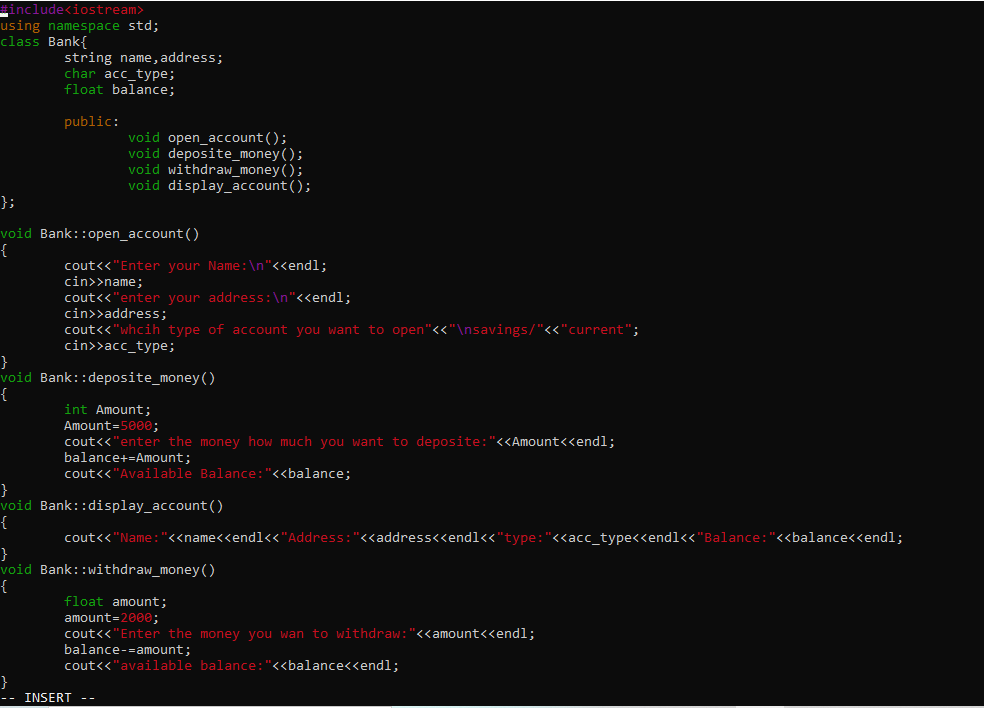 #include<iostream>
using namespace std;
class Bank{
        string name,address;
        char acc_type;
        float balance;

        public:
                void open_account();
                void deposite_money();
                void withdraw_money();
                void display_account();
};

void Bank::open_account()
{
        cout<<"Enter your Name:\n"<<endl;
        cin>>name;
        cout<<"enter your address:\n"<<endl;
        cin>>address;
        cout<<"whcih type of account you want to open"<<"\nsavings/"<<"current";
        cin>>acc_type;
}
void Bank::deposite_money()
{
        int Amount;
        Amount=5000;
        cout<<"enter the money how much you want to deposite:"<<Amount<<endl;
        balance+=Amount;
        cout<<"Available Balance:"<<balance;
}
void Bank::display_account()
{
        cout<<"Name:"<<name<<endl<<"Address:"<<address<<endl<<"type:"<<acc_type<<endl<<"Balance:"<<balance<<endl;
}
void Bank::withdraw_money()
{
        float amount;
        amount=2000;
        cout<<"Enter the money you wan to withdraw:"<<amount<<endl;
        balance-=amount;
        cout<<"available balance:"<<balance<<endl;
}
-- INSERT --